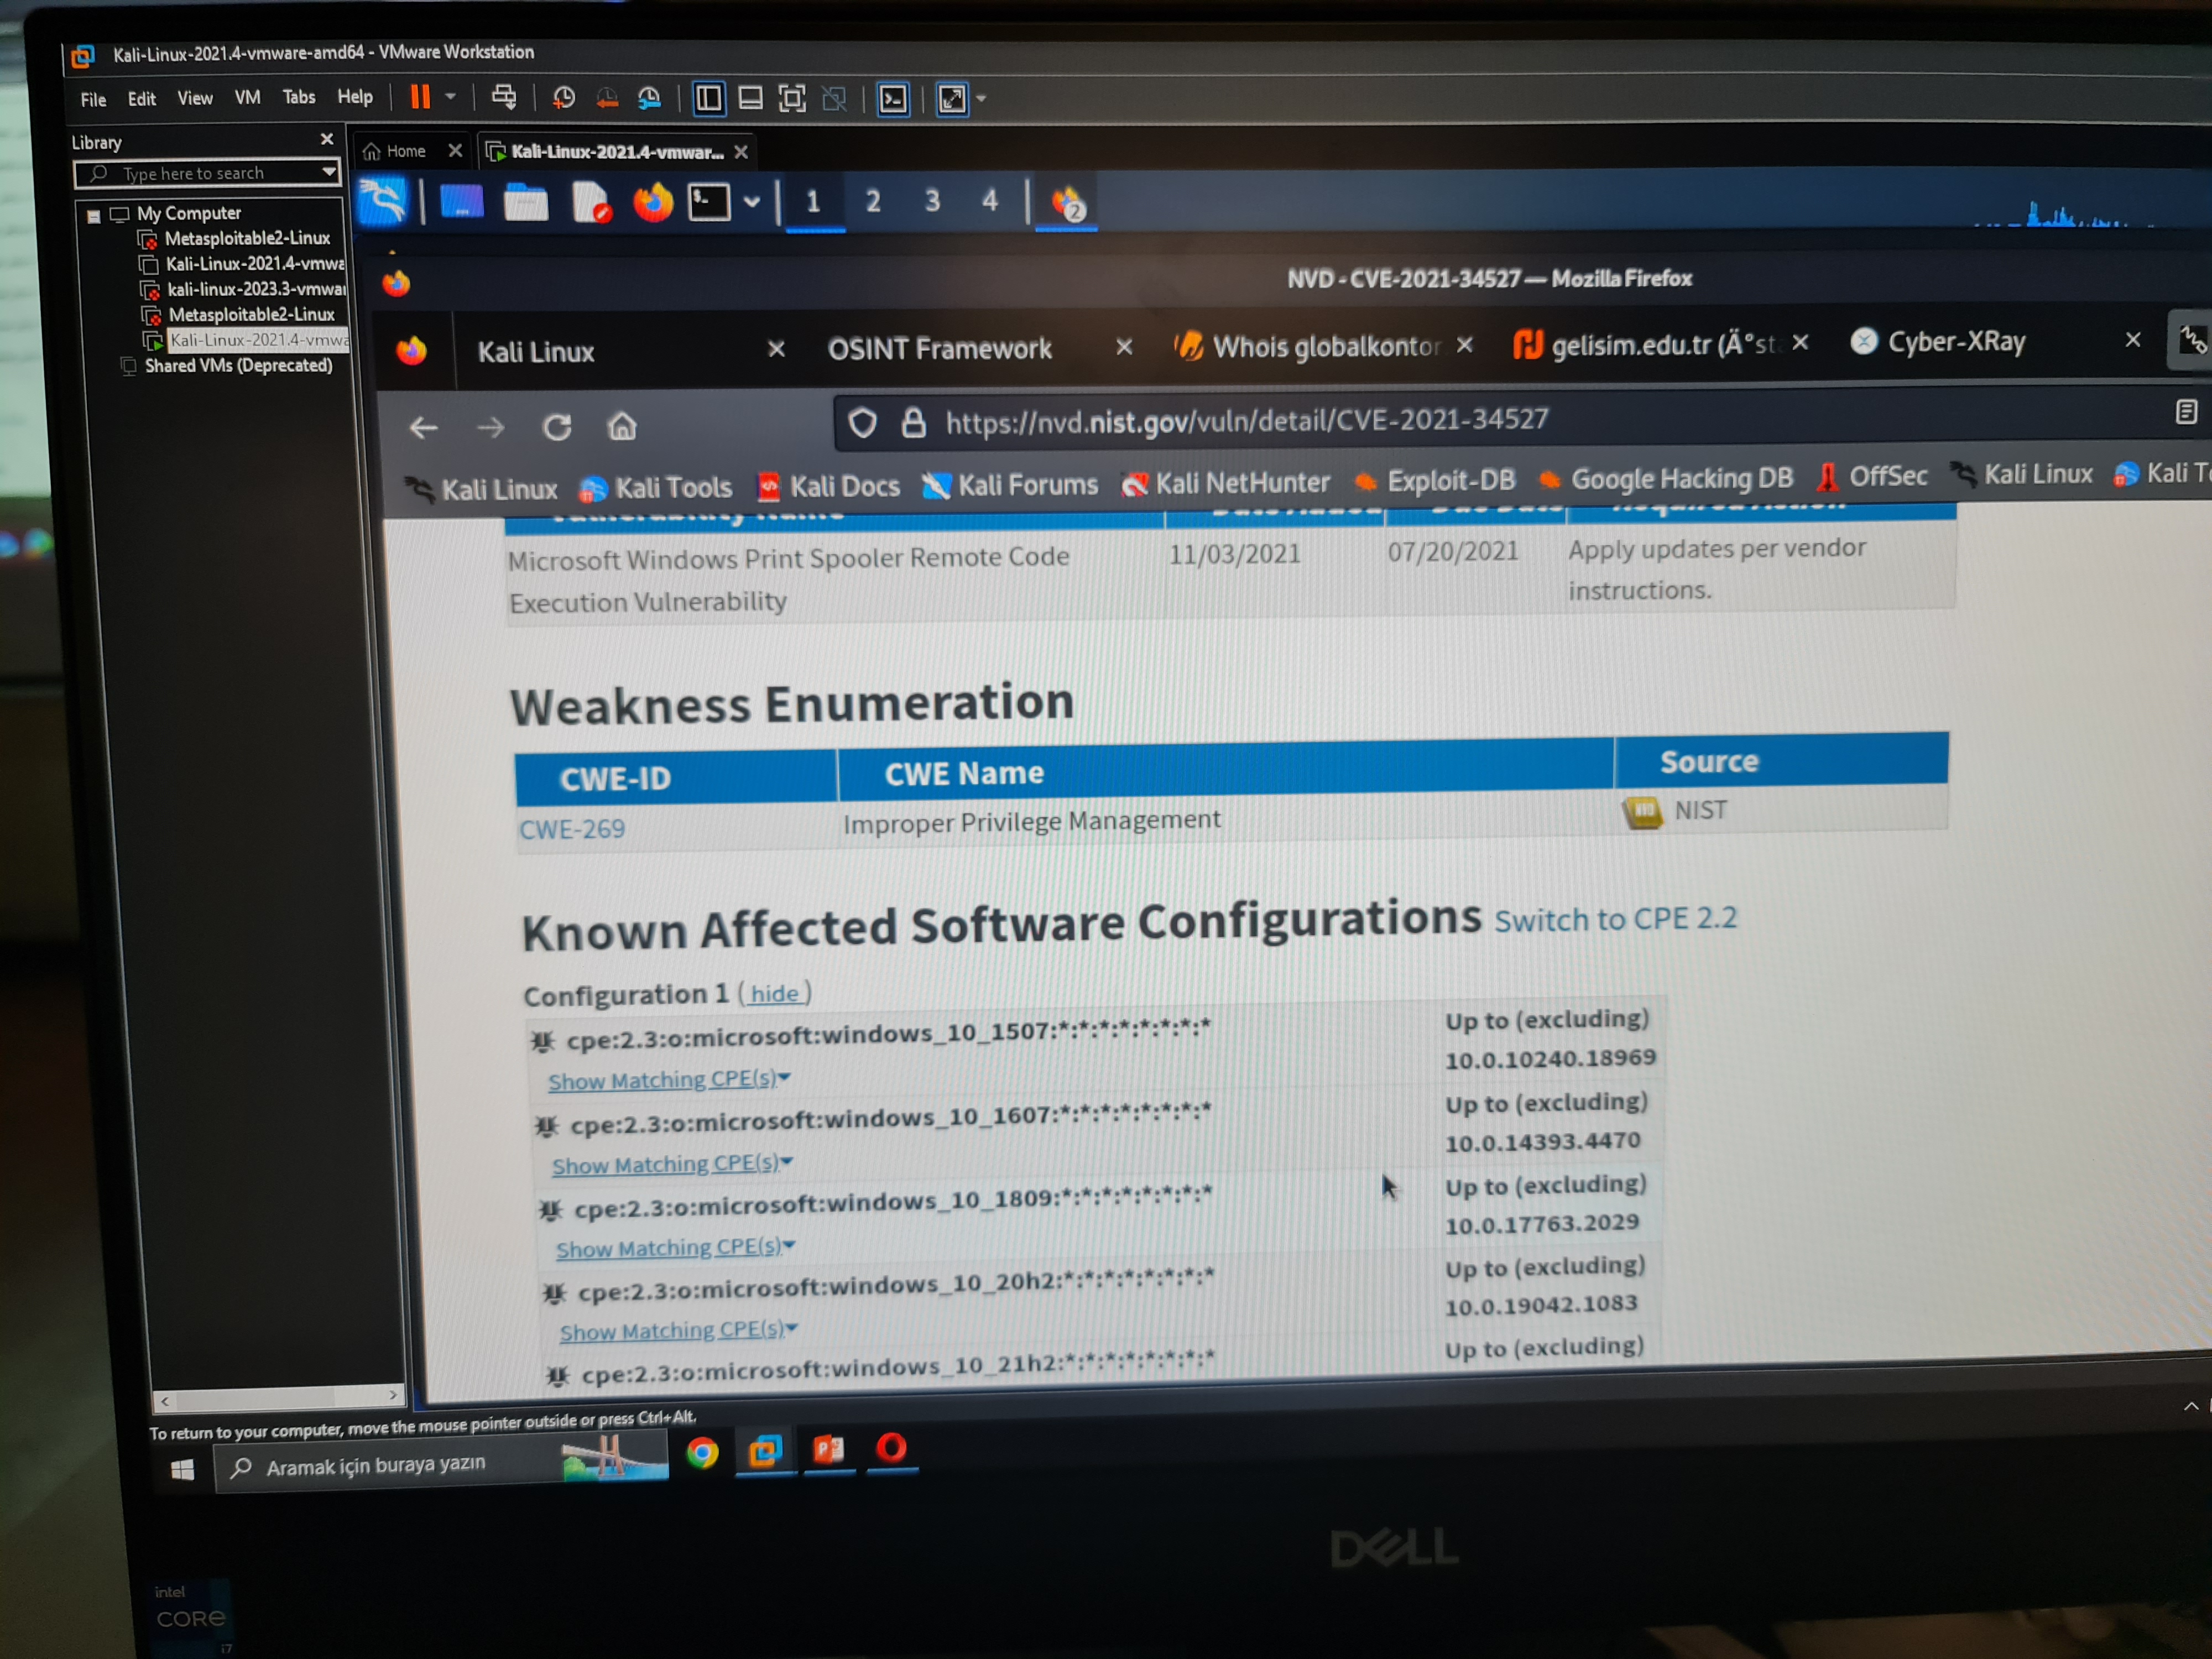 Kali-Linux-2021.4-vmware-amd64 - VMware Workstation
File Edit View VM Tabs Help
Library
Type here to search
My Computer
Metasploitable2-Linux
Kali-Linux-2021.4-vmwa
kali-linux-2023.3-vmwar
Metasploitable2-Linux
Kali-Linux-2021.4-vmwa
Shared VMs (Deprecated)
Home Kali-Linux-2021.4-vmwar...
1 2 3 4 2
NVD - CVE-2021-34527 — Mozilla Firefox
Kali Linux OSINT Framework Whois globalkontor gelisim.edu.tr (Ä°st Cyber-XRay
https://nvd.nist.gov/vuln/detail/CVE-2021-34527
Kali Linux Kali Tools Kali Docs Kali Forums Kali NetHunter Exploit-DB Google Hacking DB OffSec Kali Linux Kali T
Microsoft Windows Print Spooler Remote Code 11/03/2021 07/20/2021 Apply updates per vendor
Execution Vulnerability instructions.
Weakness Enumeration
CWE-ID CWE Name Source
CWE-269 Improper Privilege Management NIST
Known Affected Software Configurations Switch to CPE 2.2
Configuration 1 ( hide )
cpe:2.3:o:microsoft:windows_10_1507:*:*:*:*:*:*:*:* Up to (excluding)
10.0.10240.18969
Show Matching CPE(s)
cpe:2.3:o:microsoft:windows_10_1607:*:*:*:*:*:*:*:* Up to (excluding)
10.0.14393.4470
Show Matching CPE(s)
cpe:2.3:o:microsoft:windows_10_1809:*:*:*:*:*:*:*:* Up to (excluding)
10.0.17763.2029
Show Matching CPE(s)
cpe:2.3:o:microsoft:windows_10_20h2:*:*:*:*:*:*:*:* Up to (excluding)
10.0.19042.1083
Show Matching CPE(s)
cpe:2.3:o:microsoft:windows_10_21h2:*:*:*:*:*:*:*:* Up to (excluding)
To return to your computer, move the mouse pointer outside or press Ctrl+Alt.
Aramak için buraya yazın
DELL
intel
CORE
i7